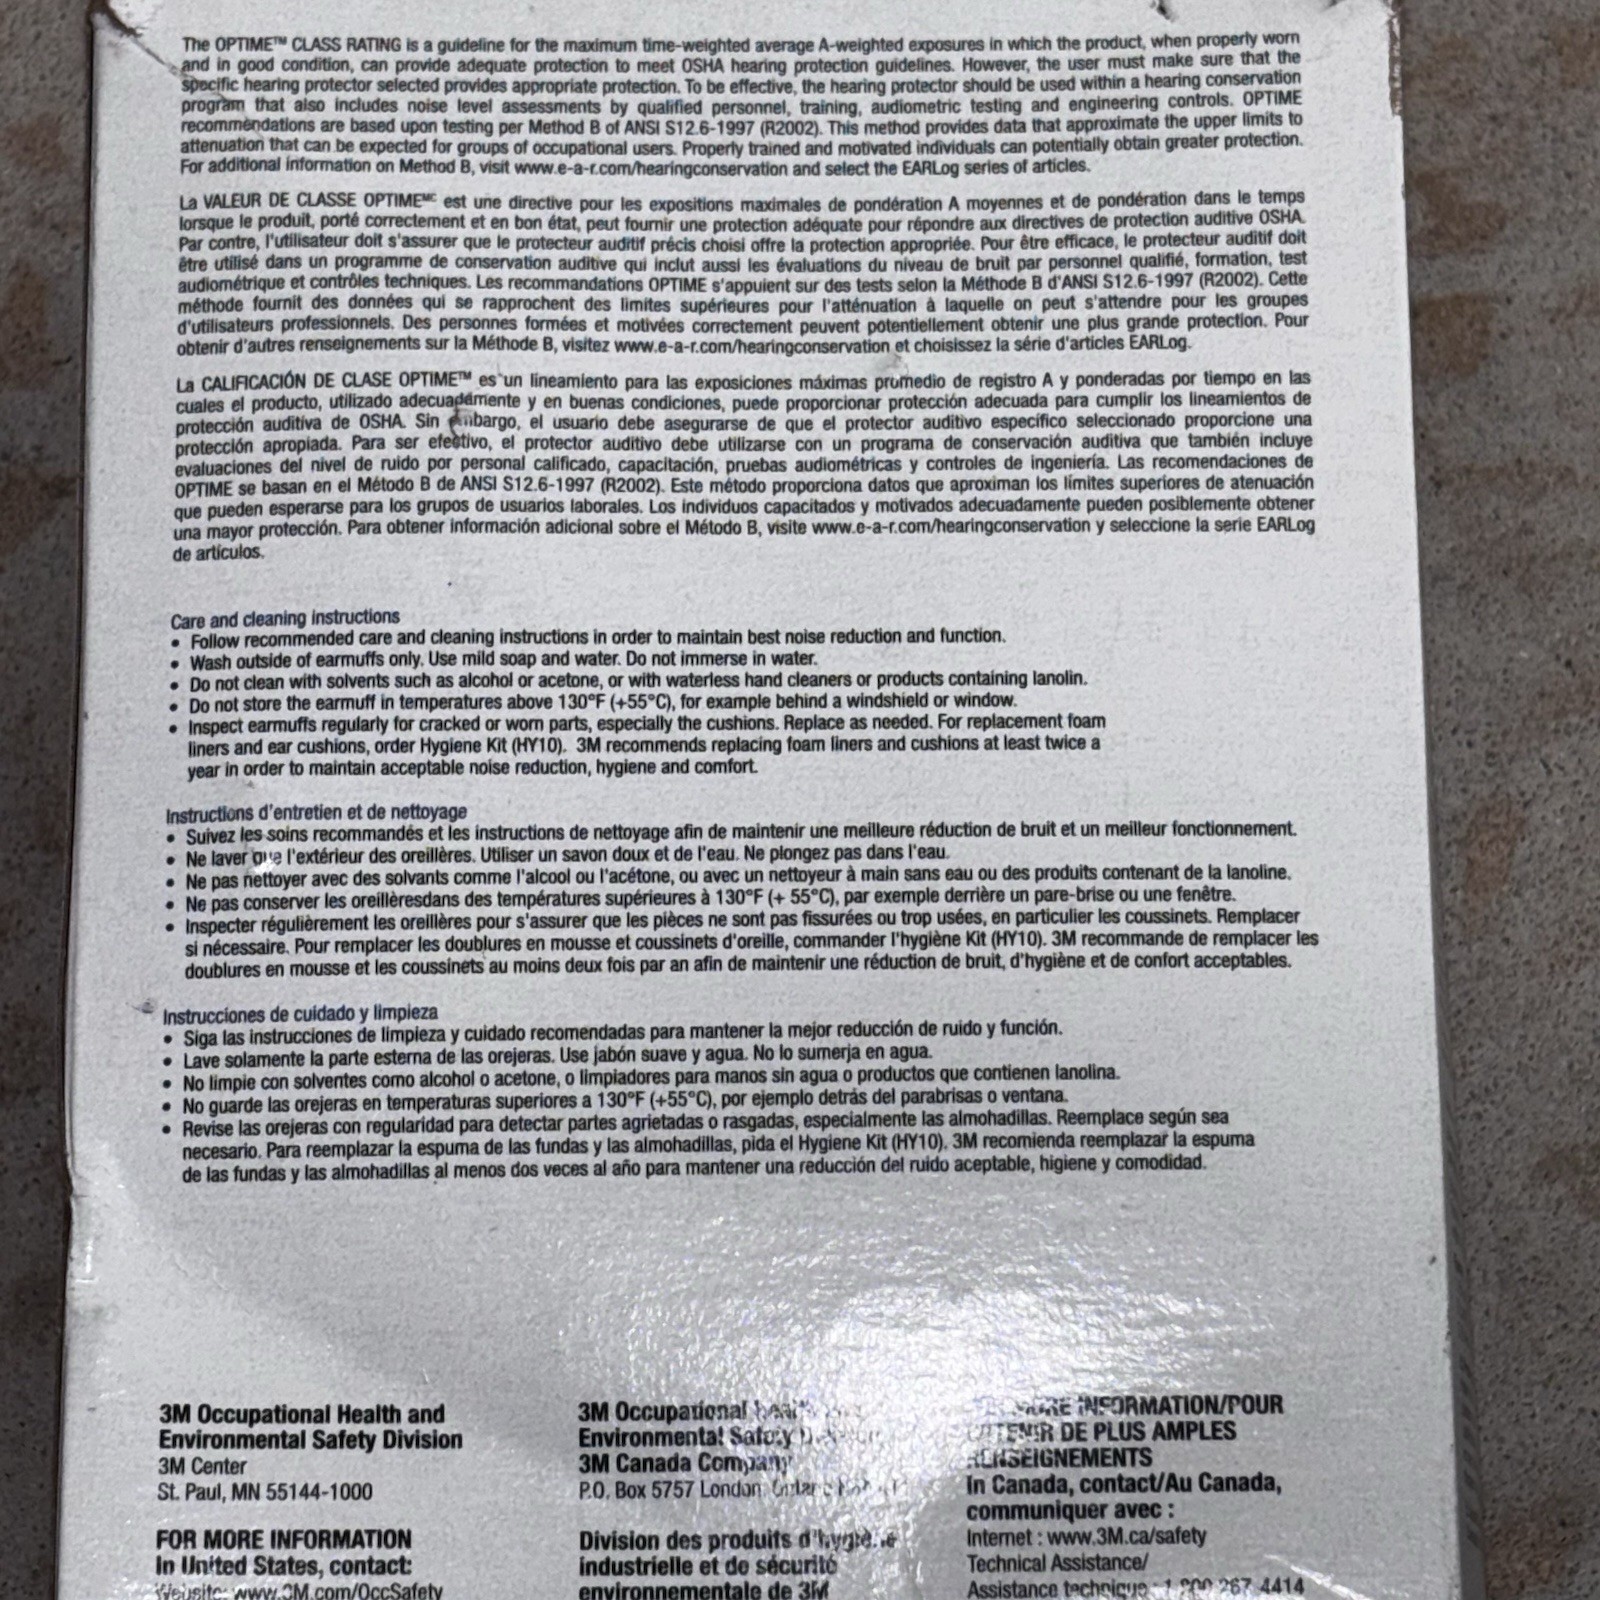 The OPTIME™ CLASS RATING is a guideline for the maximum time-weighted average A-weighted exposures in which the product, when properly worn
and in good condition, can provide adequate protection to meet OSHA hearing protection guidelines. However, the user must make sure that the
specific hearing protector selected provides appropriate protection. To be effective, the hearing protector should be used within a hearing conservation
program that also includes noise level assessments by qualified personnel, training, audiometric testing and engineering controls. OPTIME
recommendations are based upon testing per Method B of ANSI S12.6-1997 (R2002). This method provides data that approximate the upper limits to
attenuation that can be expected for groups of occupational users. Properly trained and motivated individuals can potentially obtain greater protection.
For additional information on Method B, visit www.e-a-r.com/hearingconservation and select the EARLog series of articles.
La VALEUR DE CLASSE OPTIMEᴹᶜ est une directive pour les expositions maximales de pondération A moyennes et de pondération dans le temps
lorsque le produit, porté correctement et en bon état, peut fournir une protection adéquate pour répondre aux directives de protection auditive OSHA.
Par contre, l'utilisateur doit s'assurer que le protecteur auditif précis choisi offre la protection appropriée. Pour être efficace, le protecteur auditif doit
être utilisé dans un programme de conservation auditive qui inclut aussi les évaluations du niveau de bruit par personnel qualifié, formation, test
audiométrique et contrôles techniques. Les recommandations OPTIME s'appuient sur des tests selon la Méthode B d'ANSI S12.6-1997 (R2002). Cette
méthode fournit des données qui se rapprochent des limites supérieures pour l'atténuation à laquelle on peut s'attendre pour les groupes
d'utilisateurs professionnels. Des personnes formées et motivées correctement peuvent potentiellement obtenir une plus grande protection. Pour
obtenir d'autres renseignements sur la Méthode B, visitez www.e-a-r.com/hearingconservation et choisissez la série d'articles EARLog.
La CALIFICACIÓN DE CLASE OPTIME™ es un lineamiento para las exposiciones máximas promedio de registro A y ponderadas por tiempo en las
cuales el producto, utilizado adecuadamente y en buenas condiciones, puede proporcionar protección adecuada para cumplir los lineamientos de
protección auditiva de OSHA. Sin embargo, el usuario debe asegurarse de que el protector auditivo específico seleccionado proporcione una
protección apropiada. Para ser efectivo, el protector auditivo debe utilizarse con un programa de conservación auditiva que también incluye
evaluaciones del nivel de ruido por personal calificado, capacitación, pruebas audiométricas y controles de ingeniería. Las recomendaciones de
OPTIME se basan en el Método B de ANSI S12.6-1997 (R2002). Este método proporciona datos que aproximan los límites superiores de atenuación
que pueden esperarse para los grupos de usuarios laborales. Los individuos capacitados y motivados adecuadamente pueden posiblemente obtener
una mayor protección. Para obtener información adicional sobre el Método B, visite www.e-a-r.com/hearingconservation y seleccione la serie EARLog
de artículos.
Care and cleaning instructions
• Follow recommended care and cleaning instructions in order to maintain best noise reduction and function.
• Wash outside of earmuffs only. Use mild soap and water. Do not immerse in water.
• Do not clean with solvents such as alcohol or acetone, or with waterless hand cleaners or products containing lanolin.
• Do not store the earmuff in temperatures above 130°F (+55°C), for example behind a windshield or window.
• Inspect earmuffs regularly for cracked or worn parts, especially the cushions. Replace as needed. For replacement foam
liners and ear cushions, order Hygiene Kit (HY10). 3M recommends replacing foam liners and cushions at least twice a
year in order to maintain acceptable noise reduction, hygiene and comfort.
Instructions d'entretien et de nettoyage
• Suivez les soins recommandés et les instructions de nettoyage afin de maintenir une meilleure réduction de bruit et un meilleur fonctionnement.
• Ne laver que l'extérieur des oreillères. Utiliser un savon doux et de l'eau. Ne plongez pas dans l'eau.
• Ne pas nettoyer avec des solvants comme l'alcool ou l'acétone, ou avec un nettoyeur à main sans eau ou des produits contenant de la lanoline.
• Ne pas conserver les oreillèresdans des températures supérieures à 130°F (+ 55°C), par exemple derrière un pare-brise ou une fenêtre.
• Inspecter régulièrement les oreillères pour s'assurer que les pièces ne sont pas fissurées ou trop usées, en particulier les coussinets. Remplacer
si nécessaire. Pour remplacer les doublures en mousse et coussinets d'oreille, commander l'hygiène Kit (HY10). 3M recommande de remplacer les
doublures en mousse et les coussinets au moins deux fois par an afin de maintenir une réduction de bruit, d'hygiène et de confort acceptables.
Instrucciones de cuidado y limpieza
• Siga las instrucciones de limpieza y cuidado recomendadas para mantener la mejor reducción de ruido y función.
• Lave solamente la parte esterna de las orejeras. Use jabón suave y agua. No lo sumerja en agua.
• No limpie con solventes como alcohol o acetone, o limpiadores para manos sin agua o productos que contienen lanolina.
• No guarde las orejeras en temperaturas superiores a 130°F (+55°C), por ejemplo detrás del parabrisas o ventana.
• Revise las orejeras con regularidad para detectar partes agrietadas o rasgadas, especialmente las almohadillas. Reemplace según sea
necesario. Para reemplazar la espuma de las fundas y las almohadillas, pida el Hygiene Kit (HY10). 3M recomienda reemplazar la espuma
de las fundas y las almohadillas al menos dos veces al año para mantener una reducción del ruido aceptable, higiene y comodidad.
3M Occupational Health and
Environmental Safety Division
3M Center
St. Paul, MN 55144-1000
FOR MORE INFORMATION
In United States, contact:
Website: www.3M.com/OccSafety
3M Occupational Health
Environmental Safety
3M Canada Company
P.O. Box 5757 London
Division des produits d'hygiène
industrielle et de sécurité
environnementale de 3M
MORE INFORMATION/POUR
OBTENIR DE PLUS AMPLES
RENSEIGNEMENTS
In Canada, contact/Au Canada,
communiquer avec :
Internet : www.3M.ca/safety
Technical Assistance/
Assistance technique : 1 800 267-4414